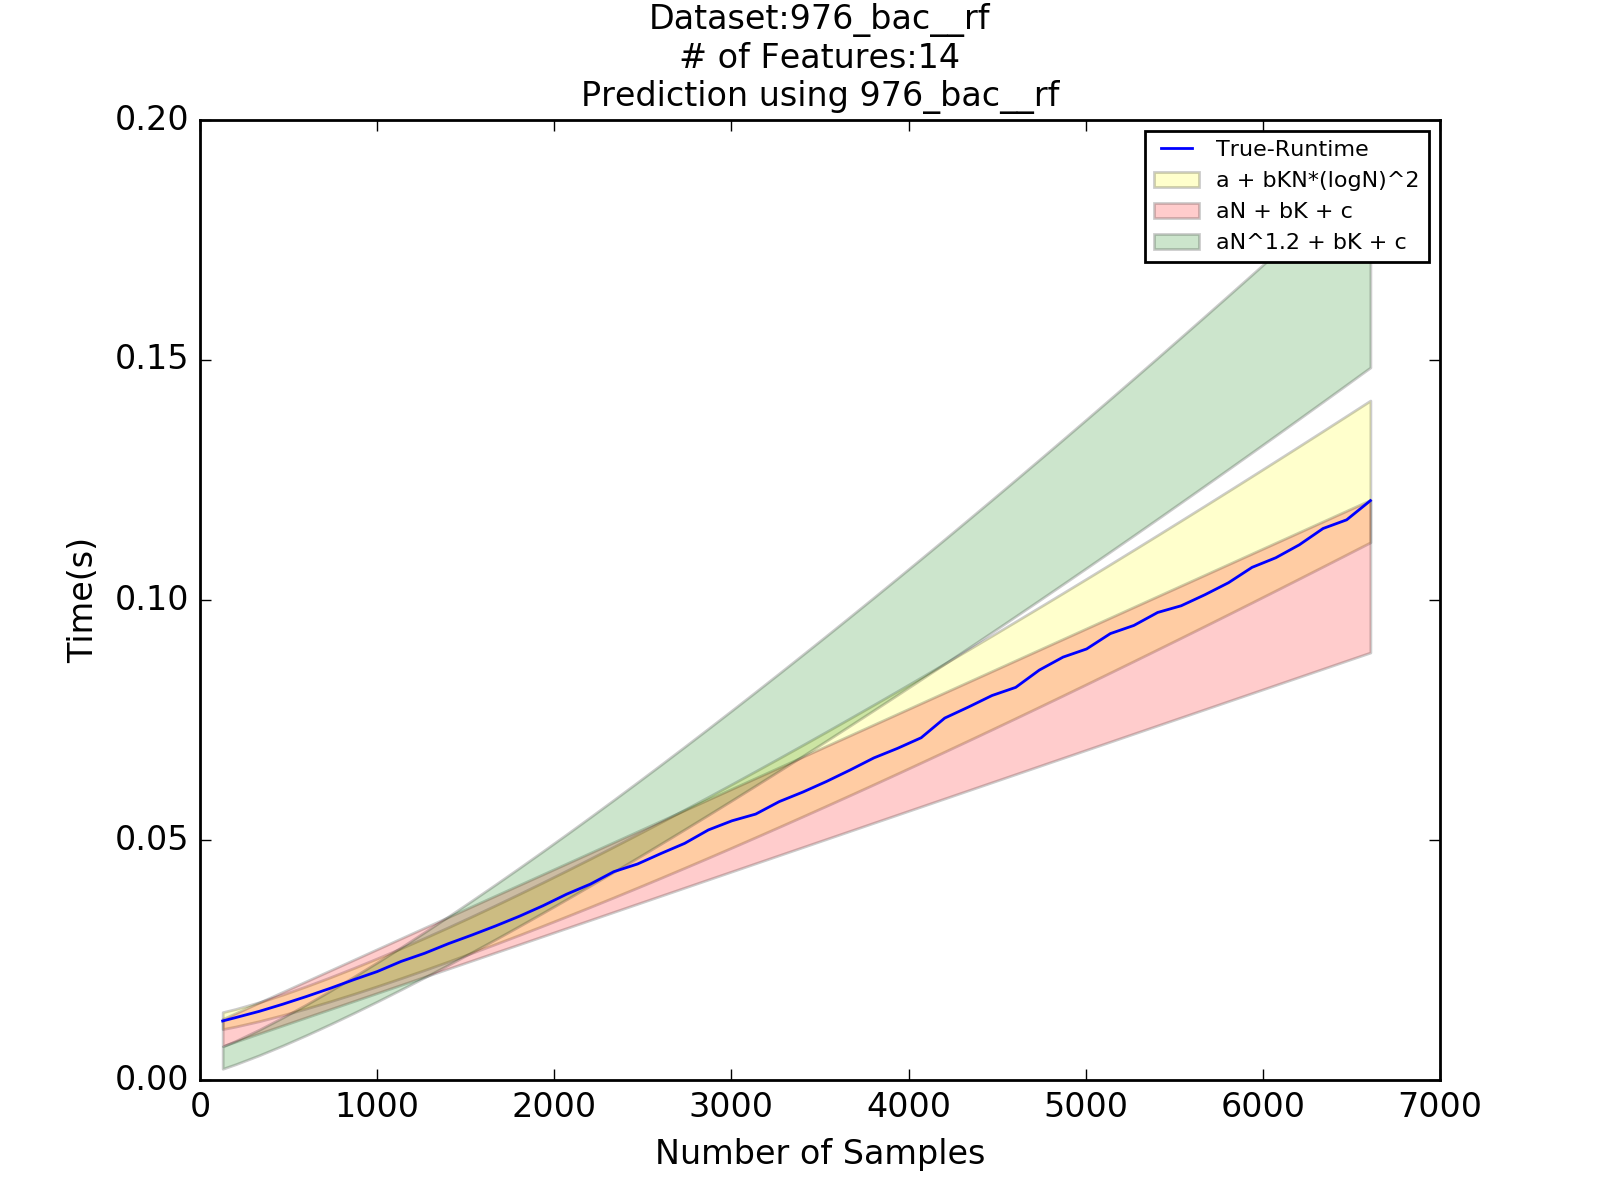 Dataset:976_bac__rf
# of Features:14
Prediction using 976_bac__rf
0.20
0.15
0.10
0.05
0.00
Time(s)
True-Runtime
a + bKN*(logN)^2
aN + bK + c
aN^1.2 + bK + c
0 1000 2000 3000 4000 5000 6000 7000
Number of Samples